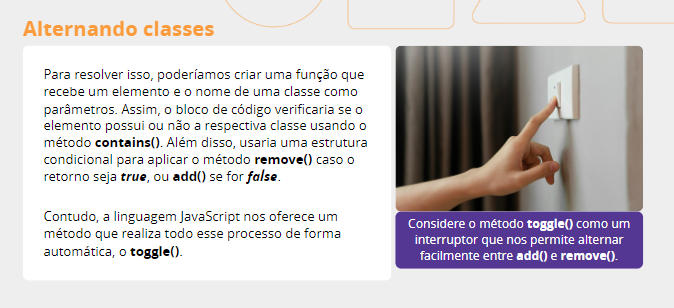 Alternando classes
Para resolver isso, poderíamos criar uma função que
recebe um elemento e o nome de uma classe como
parâmetros. Assim, o bloco de código verificaria se o
elemento possui ou não a respectiva classe usando o
método contains(). Além disso, usaria uma estrutura
condicional para aplicar o método remove() caso o
retorno seja true, ou add() se for false.
Contudo, a linguagem JavaScript nos oferece um
método que realiza todo esse processo de forma
automática, o toggle().
Considere o método toggle() como um
interruptor que nos permite alternar
facilmente entre add() e remove().